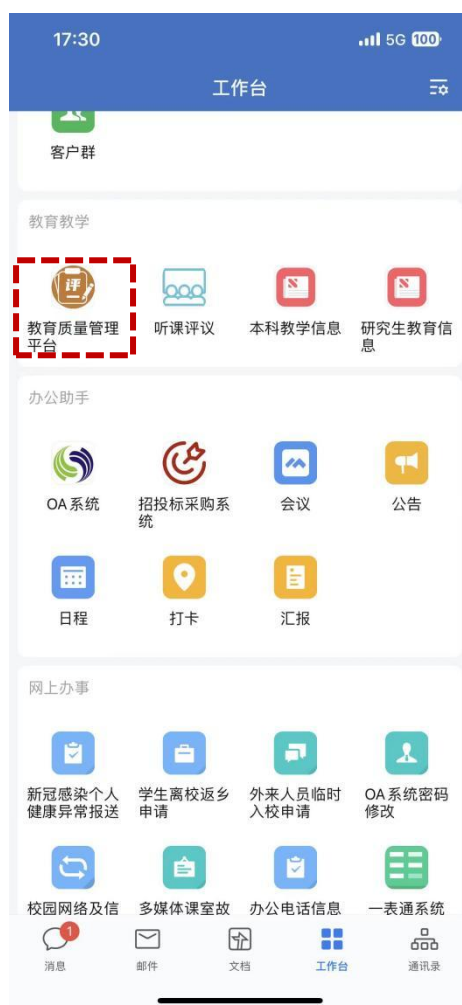 17:30
5G 100
工作台
客户群
教育教学
评
教育质量管理
平台
听课评议
本科教学信息
研究生教育信
息
办公助手
OA系统
招投标采购系
统
会议
公告
日程
打卡
汇报
网上办事
新冠感染个人
健康异常报送
学生离校返乡
申请
外来人员临时
入校申请
OA系统密码
修改
校园网络及信
多媒体课室故
办公电话信息
一表通系统
1
消息
邮件
文档
工作台
通讯录